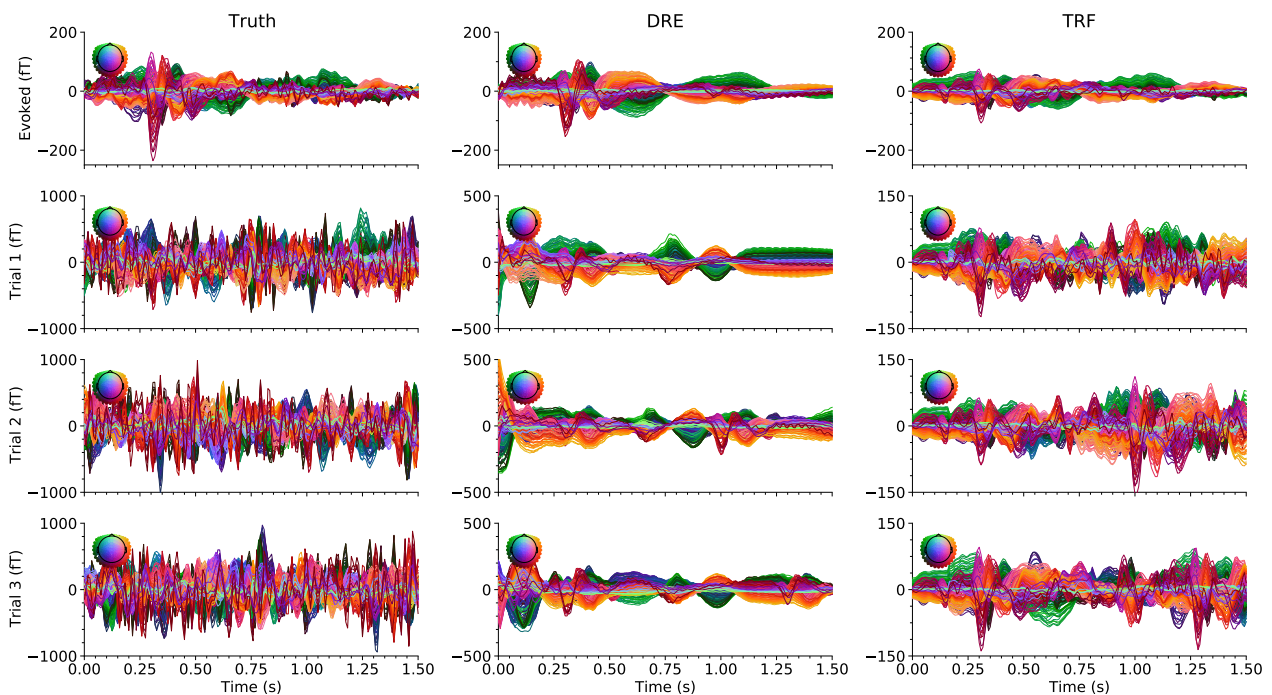 Truth DRE TRF
200 200 200
Evoked (fT) 0 0 0
−200 −200 −200
1000 500 150
Trial 1 (fT) 0 0 0
−1000 −500 −150
1000 500 150
Trial 2 (fT) 0 0 0
−1000 −500 −150
1000 500 150
Trial 3 (fT) 0 0 0
−1000 −500 −150
0.00 0.25 0.50 0.75 1.00 1.25 1.50 0.00 0.25 0.50 0.75 1.00 1.25 1.50 0.00 0.25 0.50 0.75 1.00 1.25 1.50
Time (s) Time (s) Time (s)